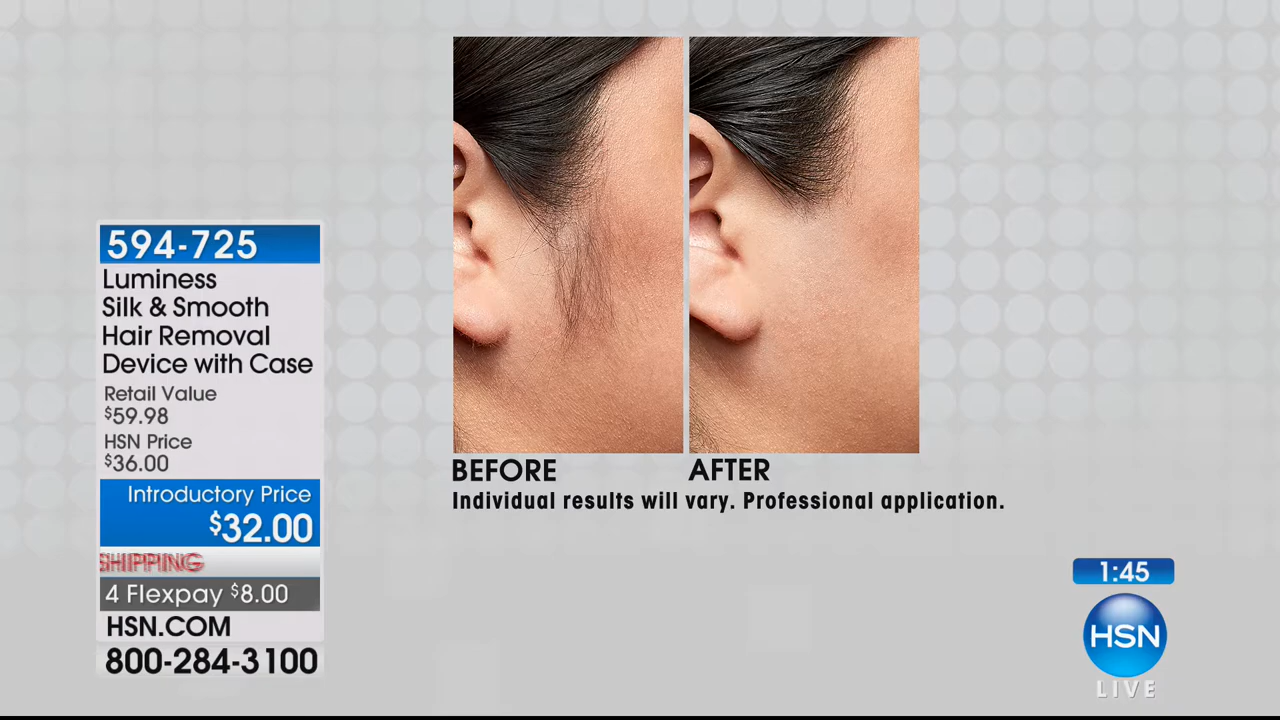 594-725
Luminess
Silk & Smooth
Hair Removal
Device with Case
Retail Value
$59.98
HSN Price
$36.00
Introductory Price
$32.00
SHIPPING
4 Flexpay $8.00
HSN.COM
800-284-3100
BEFORE AFTER
Individual results will vary. Professional application.
1:45
HSN
LIVE